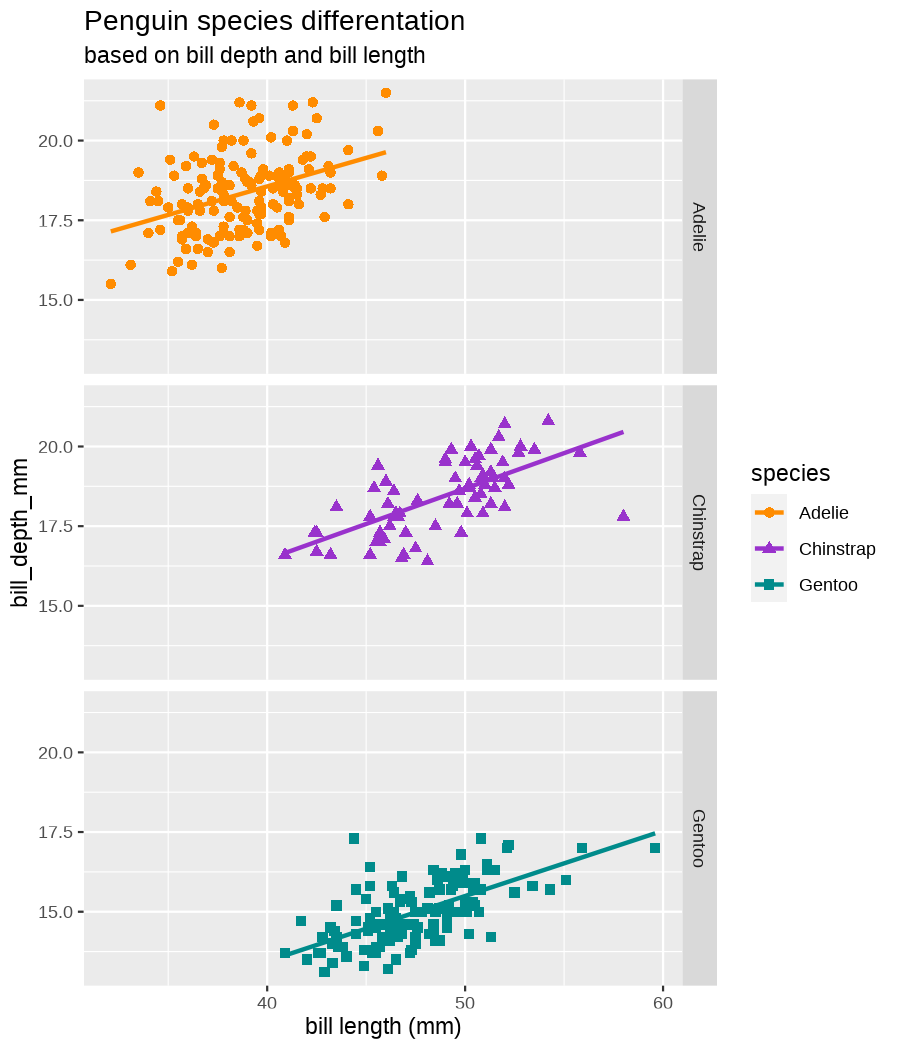 Penguin species differentation
based on bill depth and bill length
20.0
17.5
15.0
Adelie
20.0
17.5
15.0
Chinstrap
20.0
17.5
15.0
Gentoo
bill_depth_mm
40
50
60
bill length (mm)
species
Adelie
Chinstrap
Gentoo